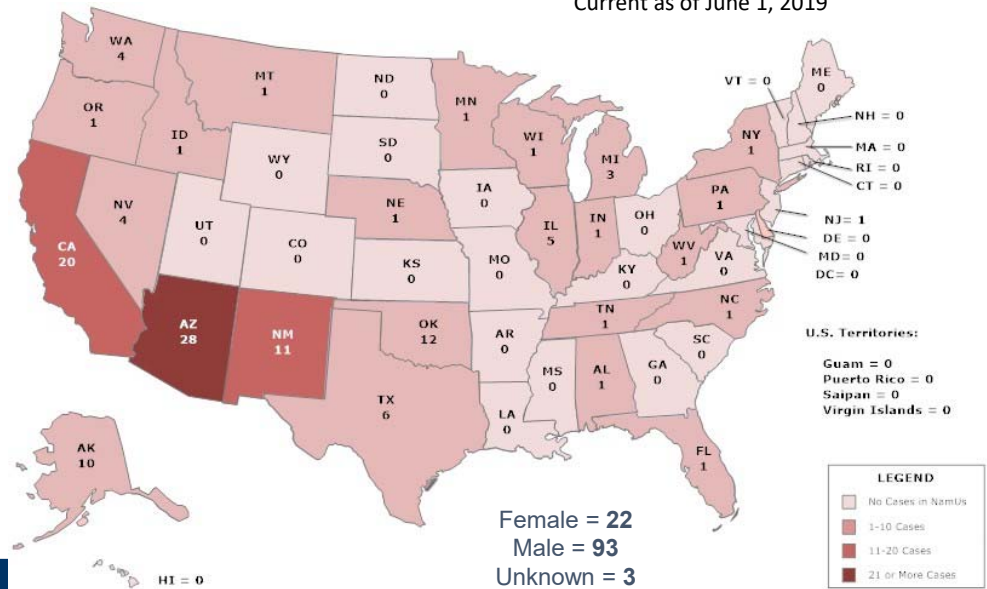 Current as of June 1, 2019
WA
4
OR
1
ID
1
MT
1
ND
0
SD
0
WY
0
NE
1
MN
1
WI
1
MI
3
IA
0
IL
5
IN
1
OH
0
PA
1
NY
1
ME
0
VT = 0
NH = 0
MA = 0
RI = 0
CT = 0
NJ= 1
DE = 0
MD= 0
DC= 0
CA
20
NV
4
UT
0
CO
0
KS
0
MO
0
KY
0
WV
1
VA
0
AZ
28
NM
11
OK
12
AR
0
TN
1
NC
1
SC
0
TX
6
LA
0
MS
0
AL
1
GA
0
FL
1
AK
10
HI = 0
U.S. Territories:
Guam = 0
Puerto Rico = 0
Saipan = 0
Virgin Islands = 0
Female = 22
Male = 93
Unknown = 3
LEGEND
No Cases in NamUs
1-10 Cases
11-20 Cases
21 or More Cases